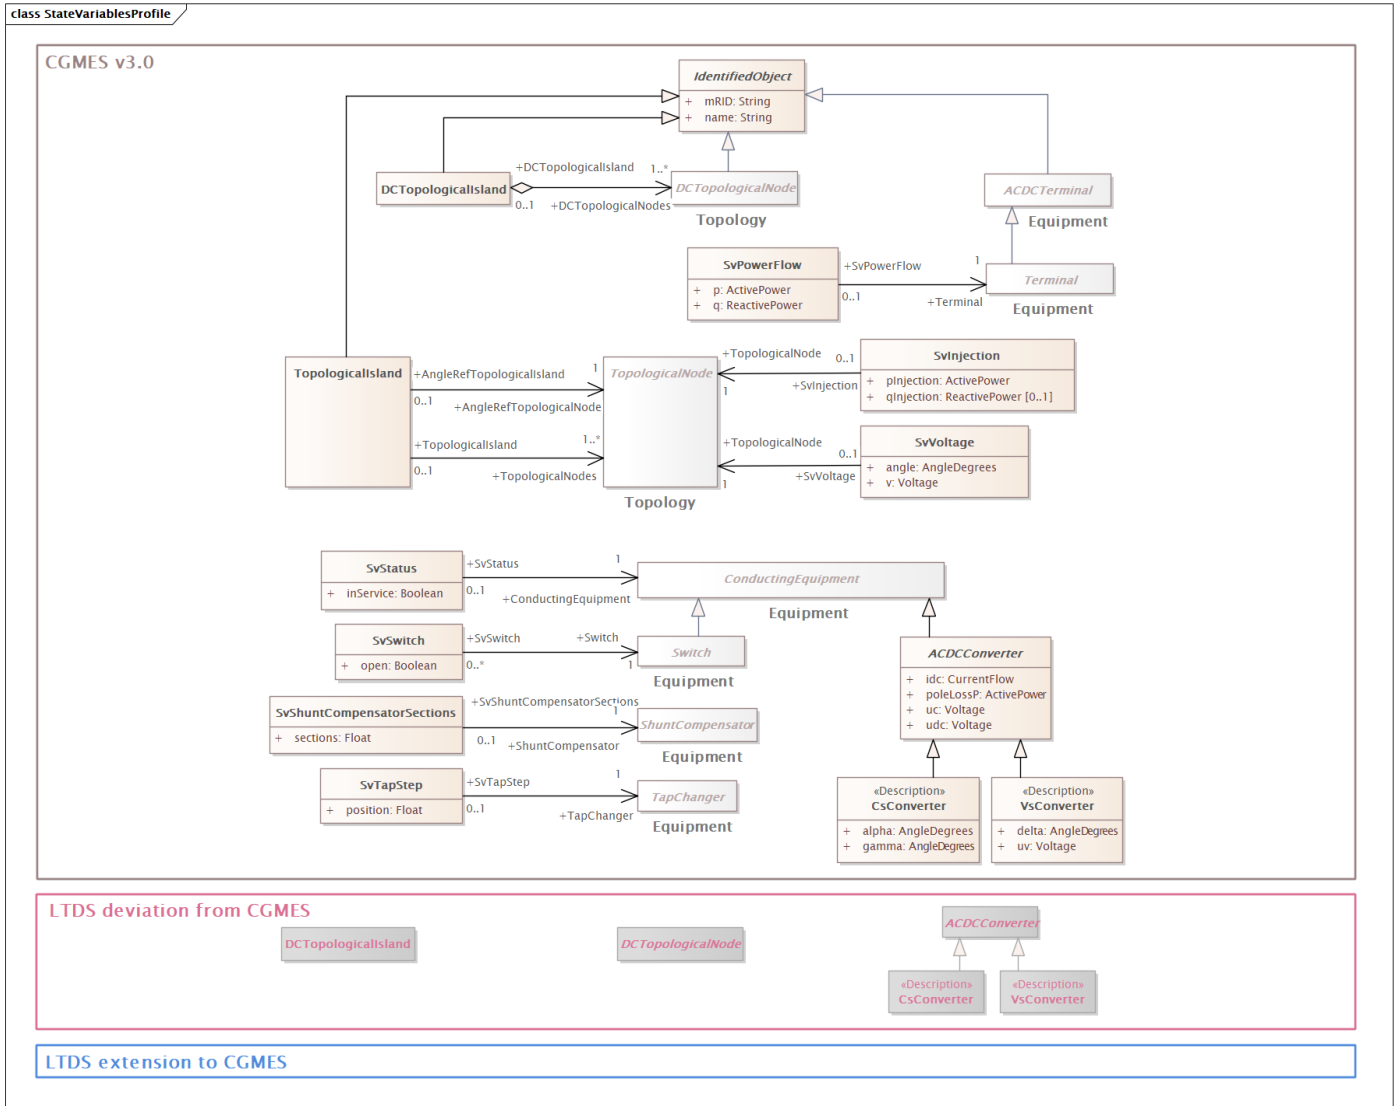 class StateVariablesProfile
CGMES v3.0
IdentifiedObject
+ mRID: String
+ name: String
+DCTopologicalIsland
1..*
DCTopologicalIsland
DCTopologicalNode
0..1
+DCTopologicalNodes
Topology
ACDCTerminal
Equipment
SvPowerFlow
+ p: ActivePower
+ q: ReactivePower
+SvPowerFlow
1
0..1
+Terminal
Terminal
Equipment
TopologicalIsland
+AngleRefTopologicalIsland
1
0..1
+AngleRefTopologicalNode
+TopologicalIsland
1..*
0..1
+TopologicalNodes
TopologicalNode
Topology
+TopologicalNode
0..1
1
+SvInjection
SvInjection
+ pInjection: ActivePower
+ qInjection: ReactivePower [0..1]
+TopologicalNode
0..1
1
+SvVoltage
SvVoltage
+ angle: AngleDegrees
+ v: Voltage
SvStatus
+ inService: Boolean
+SvStatus
1
0..1
+ConductingEquipment
ConductingEquipment
Equipment
SvSwitch
+ open: Boolean
+SvSwitch
+Switch
0..*
1
Switch
Equipment
ACDCConverter
+ idc: CurrentFlow
+ poleLossP: ActivePower
+ uc: Voltage
+ udc: Voltage
SvShuntCompensatorSections
+ sections: Float
+SvShuntCompensatorSections
1
0..1
+ShuntCompensator
ShuntCompensator
Equipment
SvTapStep
+ position: Float
+SvTapStep
1
0..1
+TapChanger
TapChanger
Equipment
«Description»
CsConverter
+ alpha: AngleDegrees
+ gamma: AngleDegrees
«Description»
VsConverter
+ delta: AngleDegrees
+ uv: Voltage
LTDS deviation from CGMES
DCTopologicalIsland
DCTopologicalNode
ACDCConverter
«Description»
CsConverter
«Description»
VsConverter
LTDS extension to CGMES